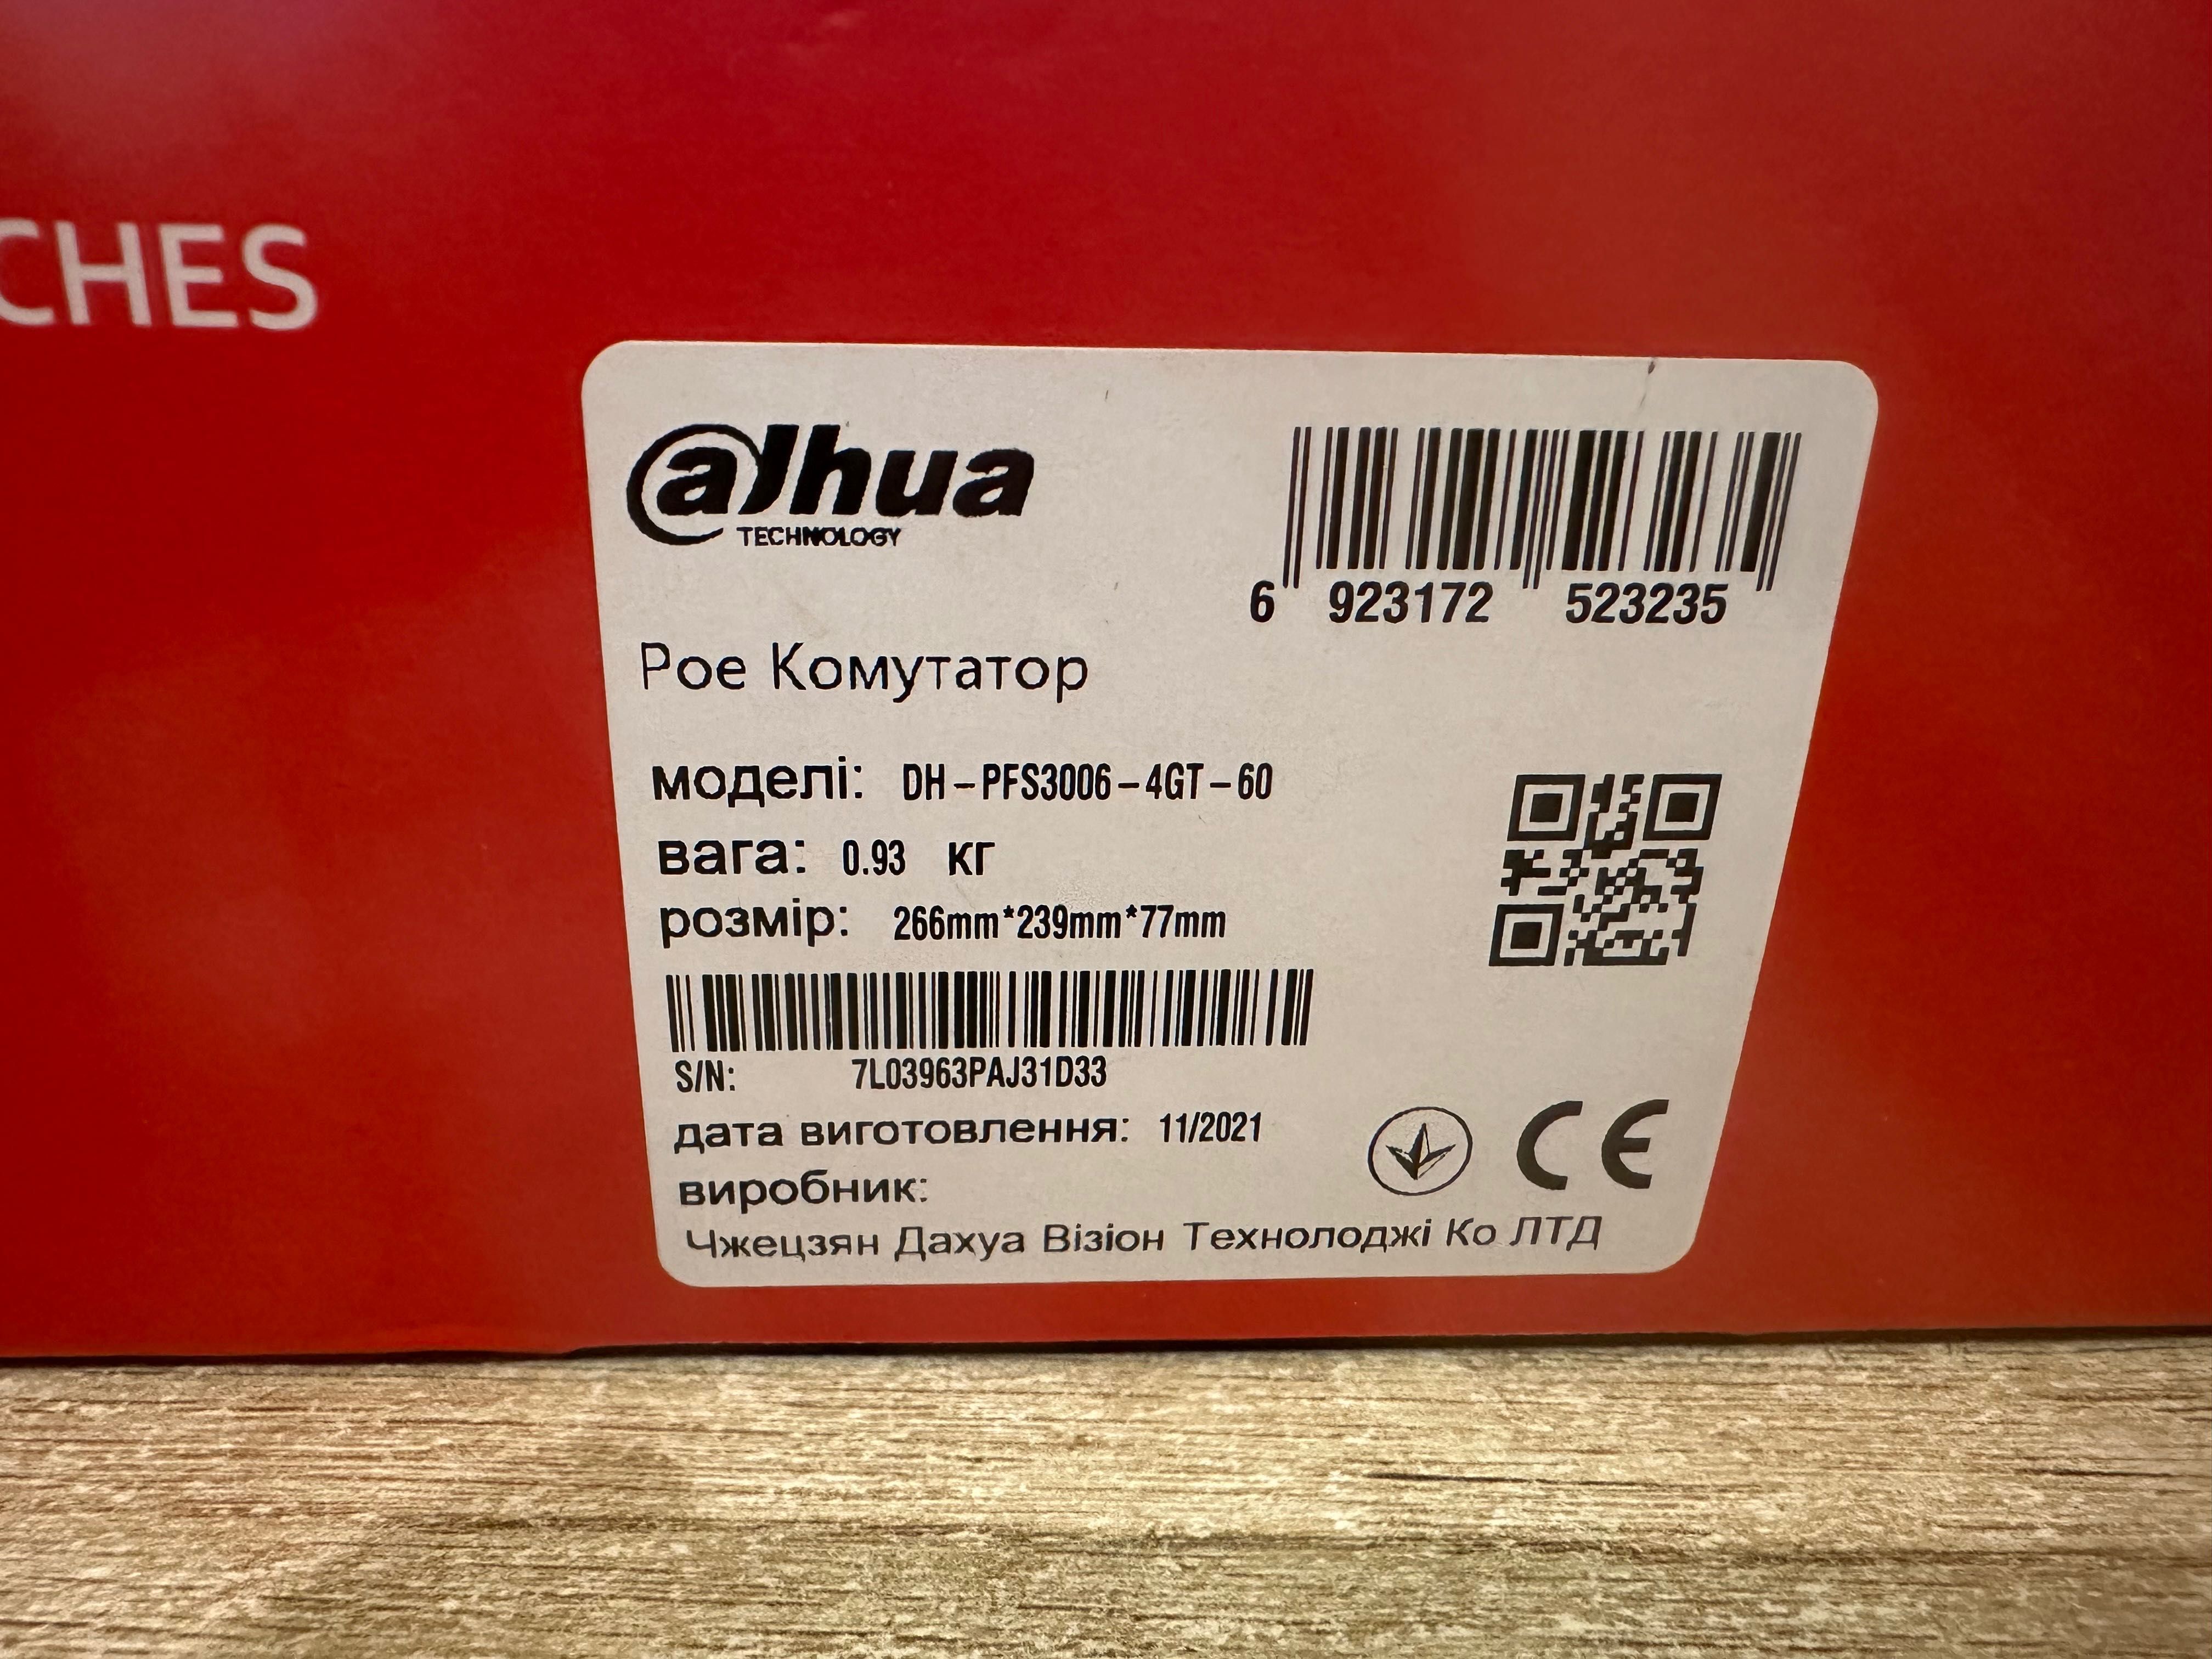 CHES
alhua
TECHNOLOGY
6 923172 523235
Poe Комутатор
моделі: DH-PFS3006-4GT-60
вага: 0.93 кг
розмір: 266mm*239mm*77mm
S/N: 7L03963PAJ31D33
дата виготовлення: 11/2021
CE
виробник:
Чжецзян Дахуа Візіон Технолоджі Ко ЛТД